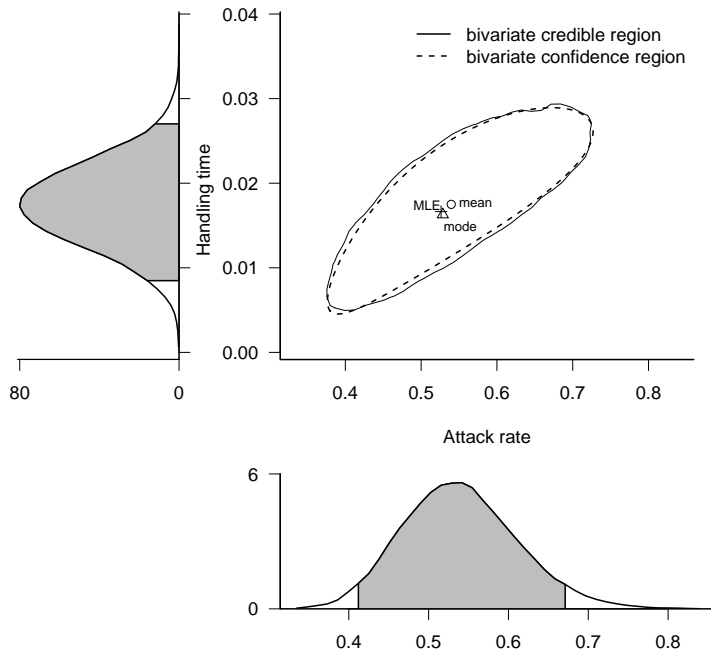 0.04
bivariate credible region
bivariate confidence region
0.03
0.02
0.01
0.00
Handling time
MLE
mean
mode
80
0
0.4
0.5
0.6
0.7
0.8
Attack rate
6
0
0.4
0.5
0.6
0.7
0.8